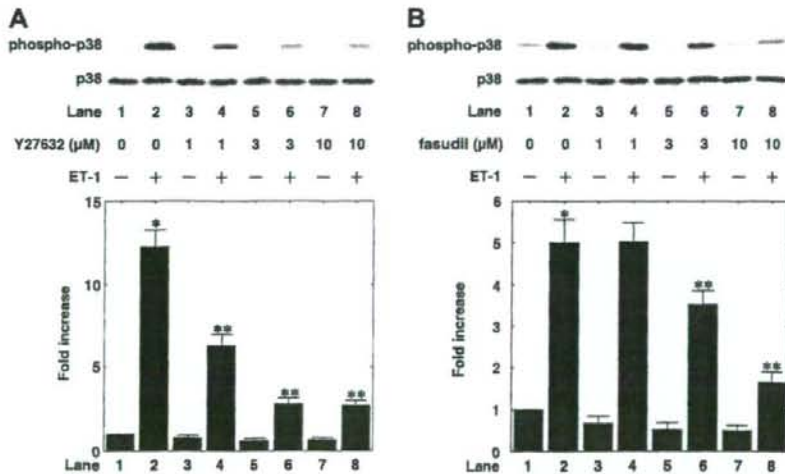 A
phospho-p38
p38
Lane 1 2 3 4 5 6 7 8
Y27632 (µM) 0 0 1 1 3 3 10 10
ET-1 − + − + − + − +
15
10
5
0
Fold increase
* ** ** **
Lane 1 2 3 4 5 6 7 8
B
phospho-p38
p38
Lane 1 2 3 4 5 6 7 8
fasudil (µM) 0 0 1 1 3 3 10 10
ET-1 − + − + − + − +
6
5
4
3
2
1
0
Fold increase
* ** **
Lane 1 2 3 4 5 6 7 8